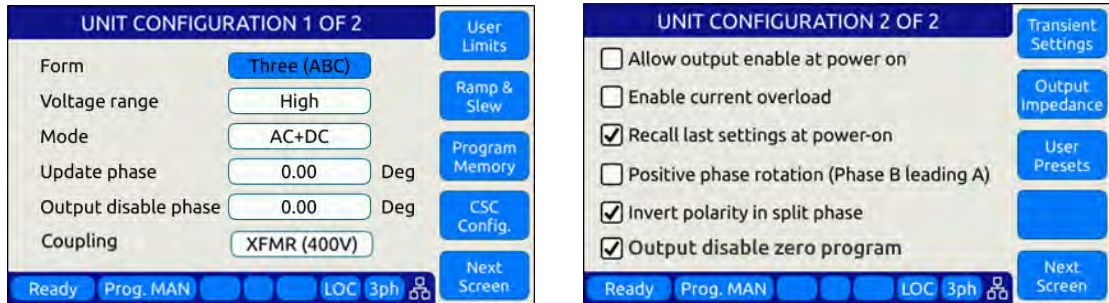 UNIT CONFIGURATION 1 OF 2
User
Limits
Form Three (ABC)
Voltage range High
Ramp &
Slew
Mode AC+DC
Program
Memory
Update phase 0.00 Deg
Output disable phase 0.00 Deg
CSC
Config.
Coupling XFMR (400V)
Next
Screen
Ready Prog. MAN LOC 3ph
UNIT CONFIGURATION 2 OF 2
Transient
Settings
Allow output enable at power on
Enable current overload
Output
Impedance
Recall last settings at power-on
User
Presets
Positive phase rotation (Phase B leading A)
Invert polarity in split phase
Output disable zero program
Next
Screen
Ready Prog. MAN LOC 3ph